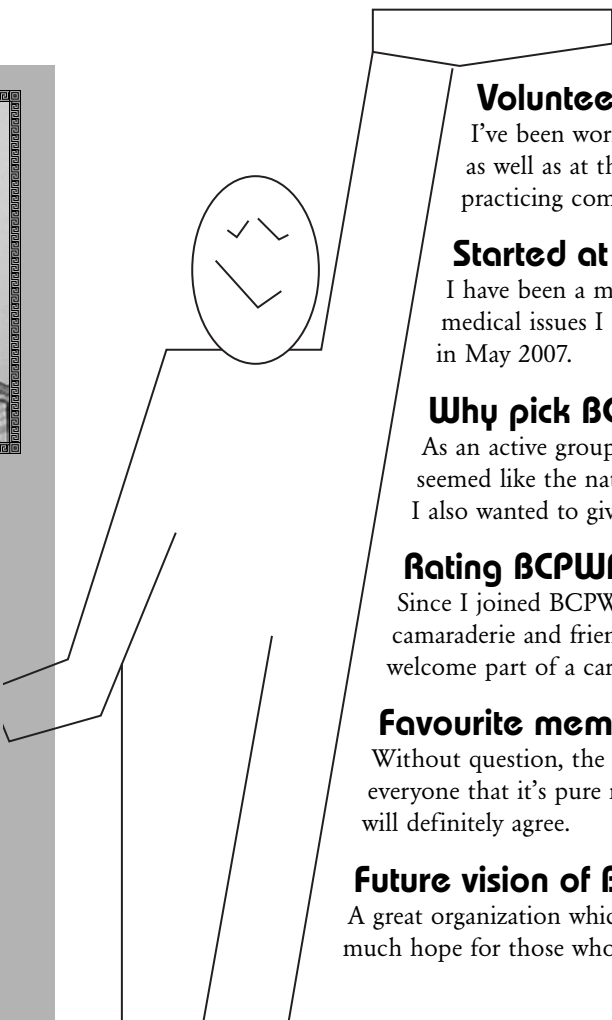 Voluntee
I've been wor
as well as at th
practicing com
Started at
I have been a m
medical issues I
in May 2007.
Why pick BC
As an active group
seemed like the nat
I also wanted to giv
Rating BCPW
Since I joined BCPW
camaraderie and frien
welcome part of a car
Favourite mem
Without question, the
everyone that it's pure
will definitely agree.
Future vision of B
A great organization whic
much hope for those who